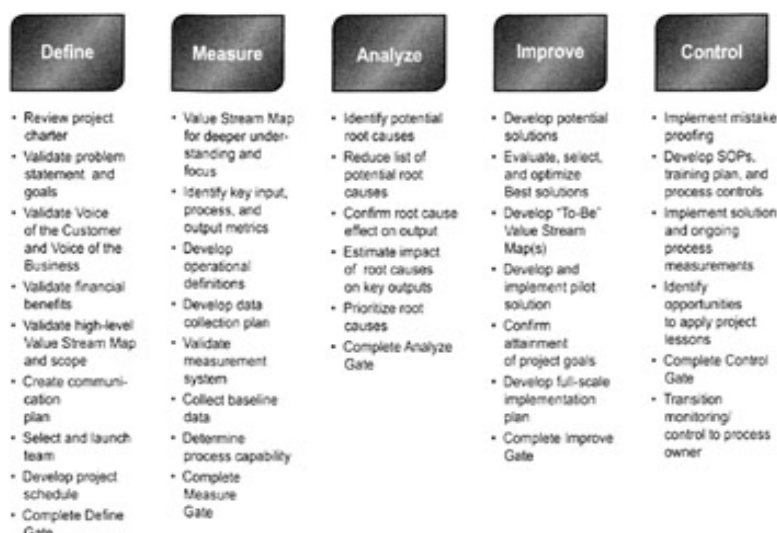 Define
• Review project
charter
• Validate problem
statement and
goals
• Validate Voice
of the Customer
and Voice of the
Business
• Validate financial
benefits
• Validate high-level
Value Stream Map
and scope
• Create communi-
cation
plan
• Select and launch
team
• Develop project
schedule
• Complete Define
Gate
Measure
• Value Stream Map
for deeper under-
standing and
focus
• Identify key input,
process, and
output metrics
• Develop
operational
definitions
• Develop data
collection plan
• Validate
measurement
system
• Collect baseline
data
• Determine
process capability
• Complete
Measure
Gate
Analyze
• Identify potential
root causes
• Reduce list of
potential root
causes
• Confirm root cause
effect on output
• Estimate impact
of root causes
on key outputs
• Prioritize root
causes
• Complete Analyze
Gate
Improve
• Develop potential
solutions
• Evaluate, select,
and optimize
Best solutions
• Develop "To-Be"
Value Stream
Map(s)
• Develop and
implement pilot
solution
• Confirm
attainment
of project goals
• Develop full-scale
implementation
plan
• Complete Improve
Gate
Control
• Implement mistake
proofing
• Develop SOPs,
training plan, and
process controls
• Implement solution
and ongoing
process
measurements
• Identify
opportunities
to apply project
lessons
• Complete Control
Gate
• Transition
monitoring/
control to process
owner